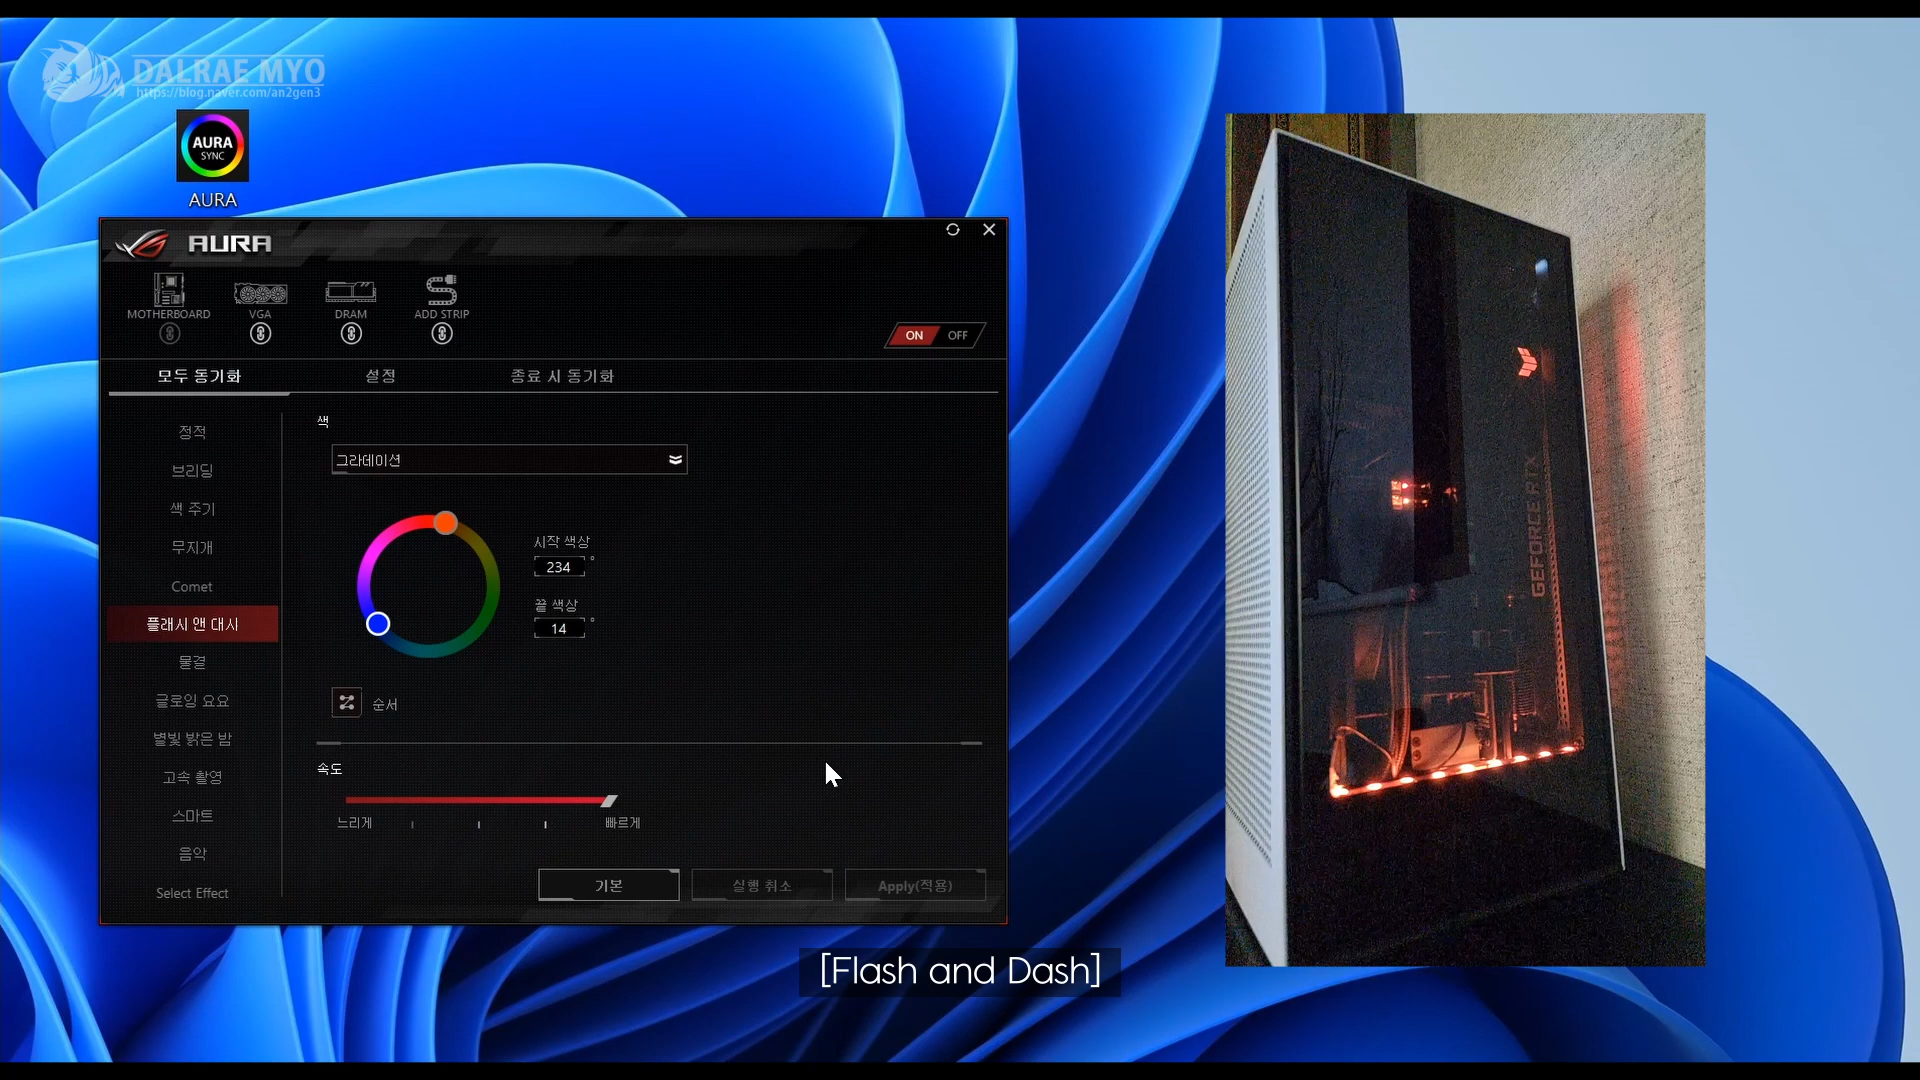 DALRAE MYO
https://blog.naver.com/an2gen3
AURA
SYNC
AURA
AURA
MOTHERBOARD
VGA
DRAM
ADD STRIP
ON
OFF
모두 동기화
설정
종료 시 동기화
정적
브리딩
색 주기
무지개
Comet
플래시 앤 대시
물결
글로잉 요요
별빛 밝은 밤
고속 촬영
스마트
음악
Select Effect
색
그라데이션
시작 색상
234 °
끝 색상
14 °
순서
속도
느리게
빠르게
기본
실행 취소
Apply(적용)
GEFORCE RTX
[Flash and Dash]